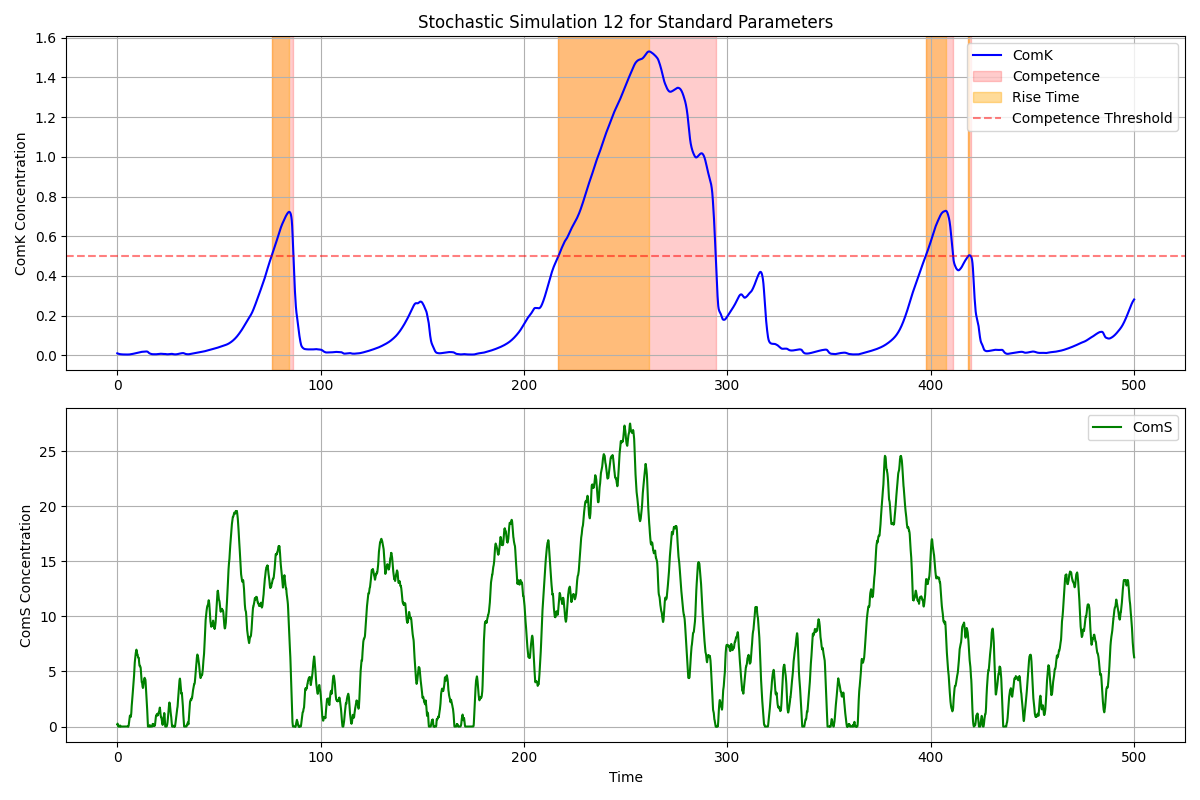 Stochastic Simulation 12 for Standard Parameters
ComK Concentration
1.6
1.4
1.2
1.0
0.8
0.6
0.4
0.2
0.0
ComK
Competence
Rise Time
Competence Threshold
0 100 200 300 400 500
ComS Concentration
25
20
15
10
5
0
ComS
0 100 200 300 400 500
Time